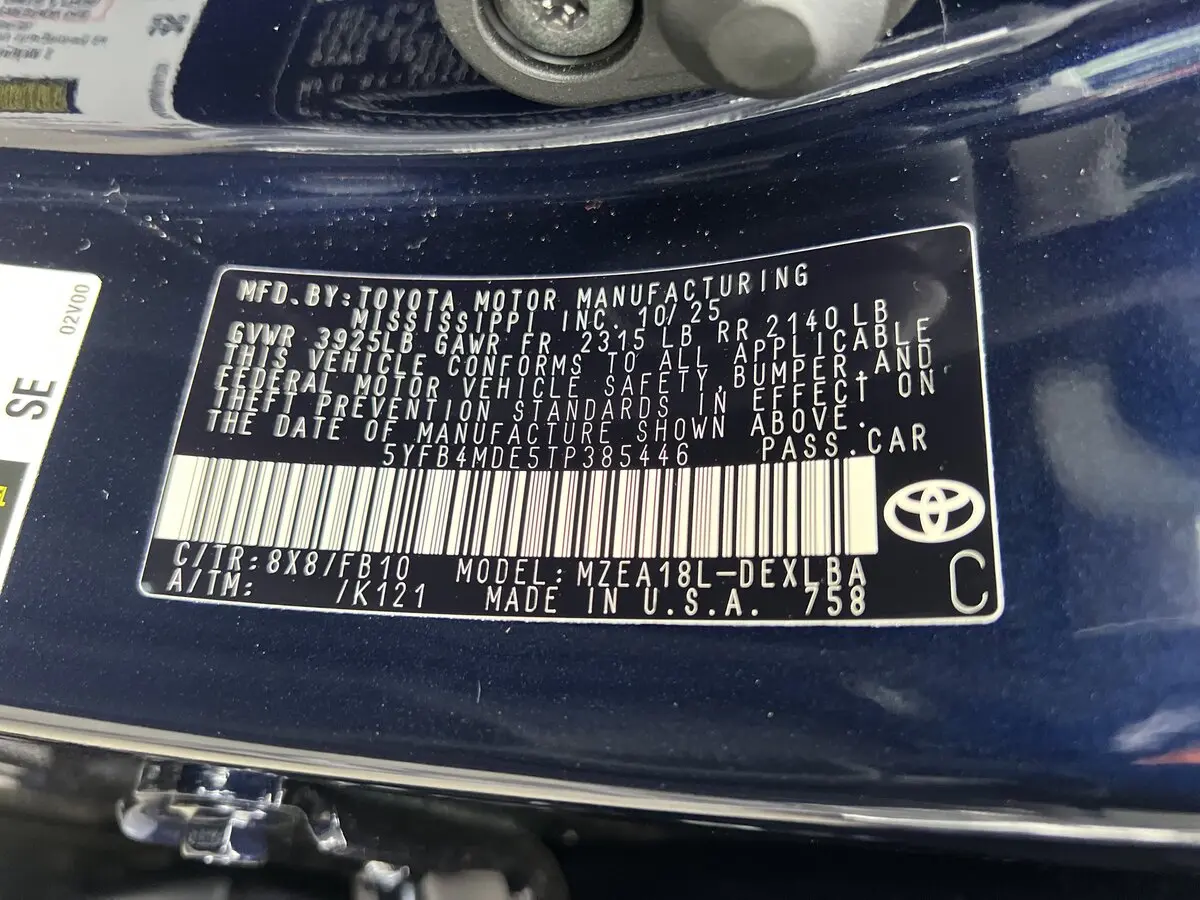 02V00
SE
MFD.BY:TOYOTA MOTOR MANUFACTURING
MISSISSIPPI INC. 10/25
GVWR 3925LB GAWR FR 2315 LB RR 2140 LB
THIS VEHICLE CONFORMS TO ALL APPLICABLE
FEDERAL MOTOR VEHICLE SAFETY,BUMPER,AND
THEFT PREVENTION STANDARDS IN EFFECT ON
THE DATE OF MANUFACTURE SHOWN ABOVE.
5YFB4MDE5TP385446 PASS.CAR
C/TR:8X8/FB10 MODEL:MZEA18L-DEXLBA
A/TM: /K121 MADE IN U.S.A. 758
C